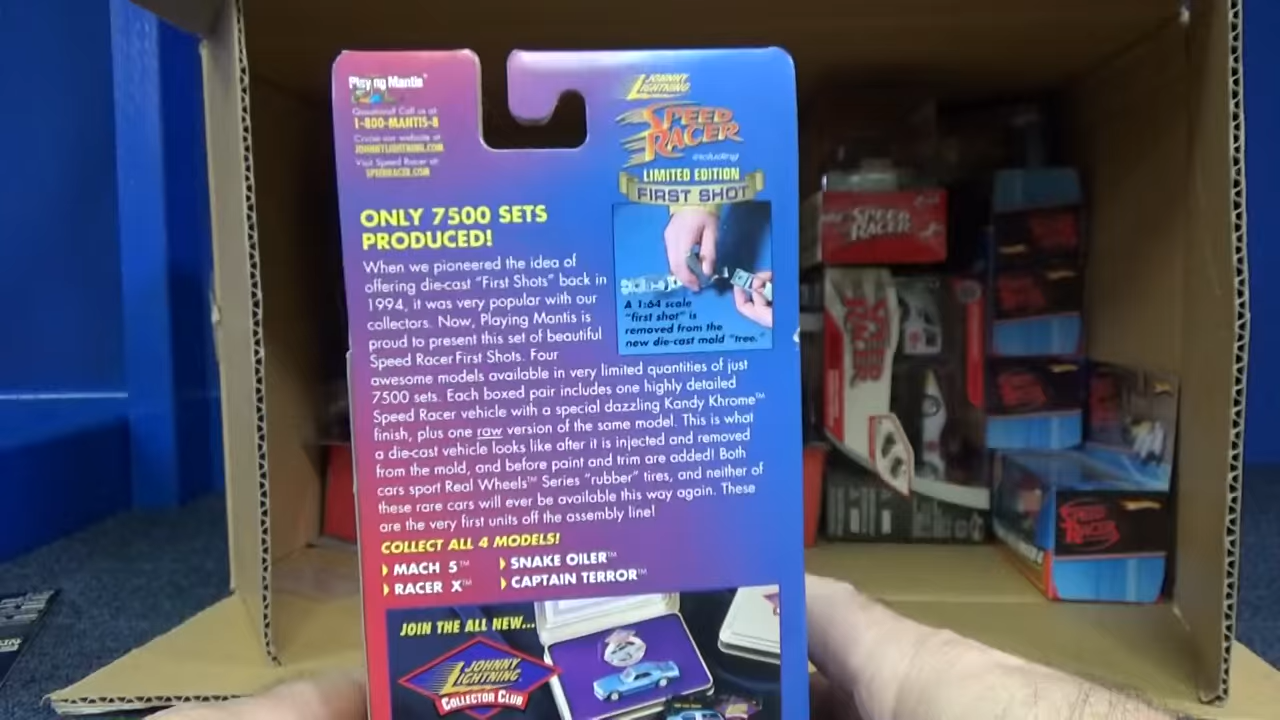 Playing Mantis™
Questions? Call us at:
1-800-MANTIS-8
JOHNNYLIGHTNING.COM
Visit Speed Racer at:
SPEEDRACER.COM
JOHNNY
LIGHTNING
SPEED
RACER
including
LIMITED EDITION
FIRST SHOT
A 1:64 scale
"first shot" is
removed from the
new die-cast mold "tree."
ONLY 7500 SETS
PRODUCED!
When we pioneered the idea of
offering die-cast "First Shots" back in
1994, it was very popular with our
collectors. Now, Playing Mantis is
proud to present this set of beautiful
Speed Racer First Shots. Four
awesome models available in very limited quantities of just
7500 sets. Each boxed pair includes one highly detailed
Speed Racer vehicle with a special dazzling Kandy Khrome™
finish, plus one raw version of the same model. This is what
a die-cast vehicle looks like after it is injected and removed
from the mold, and before paint and trim are added! Both
cars sport Real Wheels™ Series "rubber" tires, and neither of
these rare cars will ever be available this way again. These
are the very first units off the assembly line!
COLLECT ALL 4 MODELS!
MACH 5™
SNAKE OILER™
RACER X™
CAPTAIN TERROR™
JOIN THE ALL NEW...
JOHNNY
LIGHTNING
COLLECTOR CLUB
SPEED
RACER
SPEED
RACER
SPEED
RACER